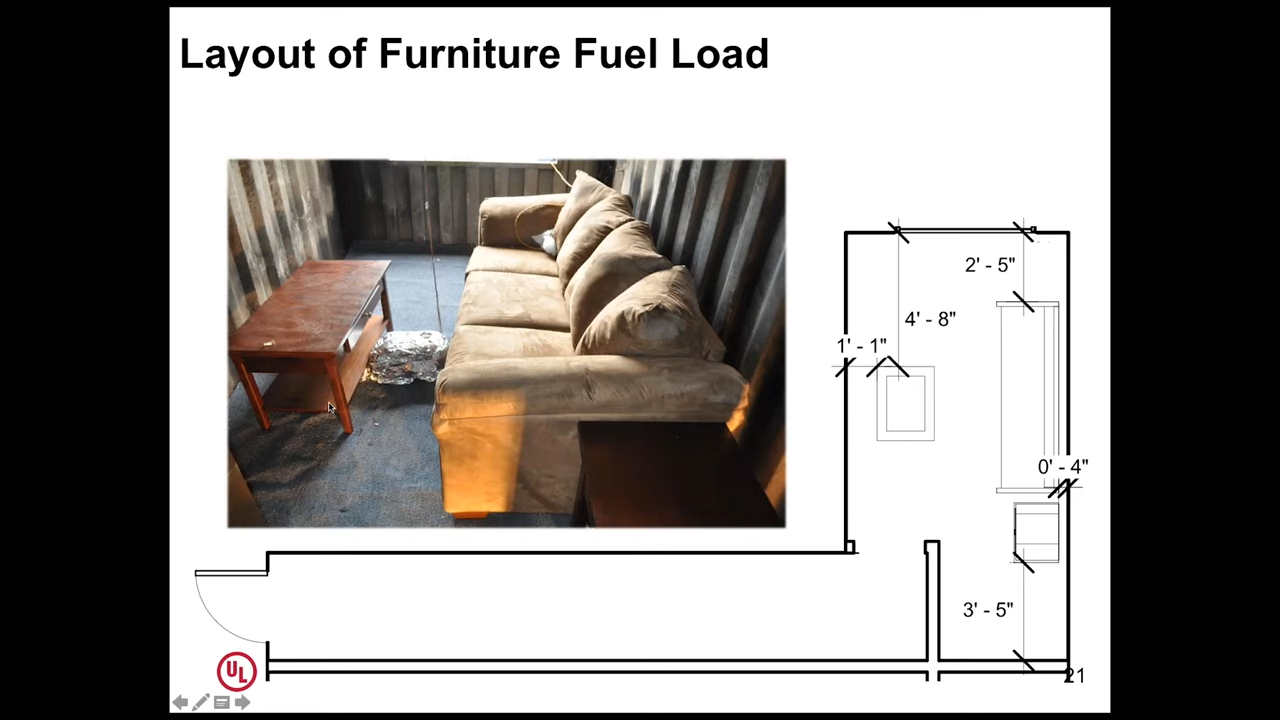 Layout of Furniture Fuel Load
2' - 5"
4' - 8"
1' - 1"
0' - 4"
3' - 5"
UL
21